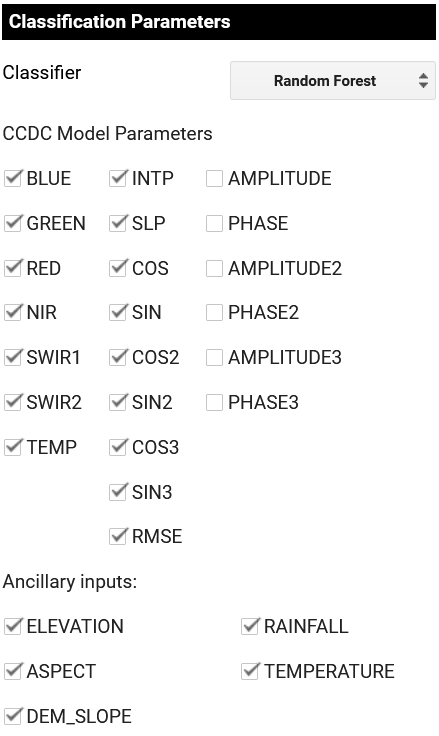 Classification Parameters
Classifier Random Forest
CCDC Model Parameters
BLUE INTP AMPLITUDE
GREEN SLP PHASE
RED COS AMPLITUDE2
NIR SIN PHASE2
SWIR1 COS2 AMPLITUDE3
SWIR2 SIN2 PHASE3
TEMP COS3
SIN3
RMSE
Ancillary inputs:
ELEVATION RAINFALL
ASPECT TEMPERATURE
DEM_SLOPE